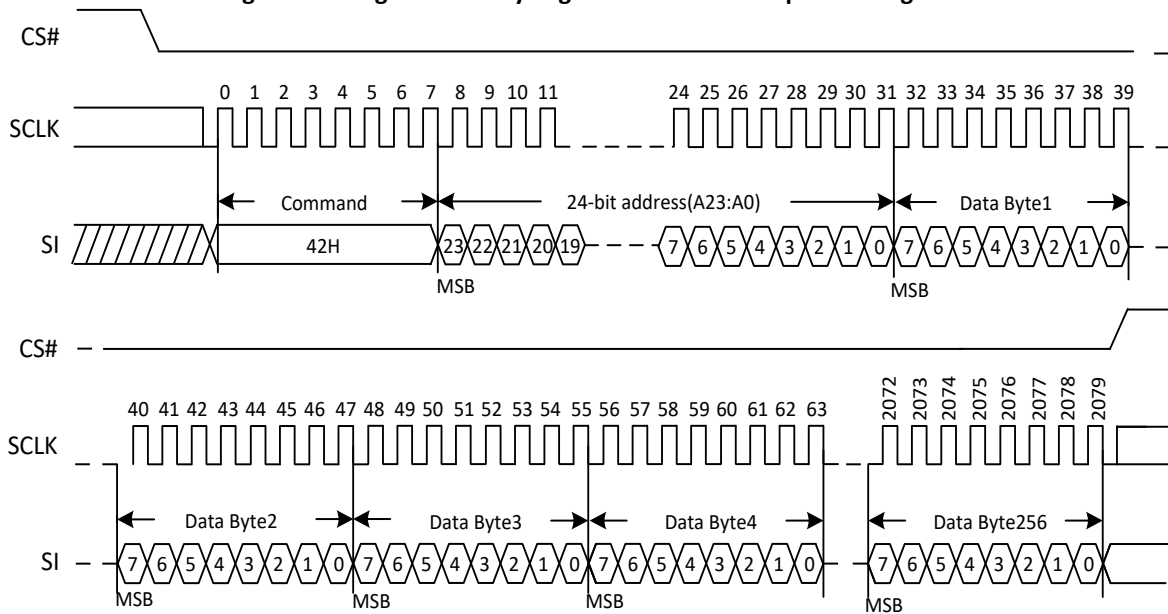 CS#
0 1 2 3 4 5 6 7 8 9 10 11 24 25 26 27 28 29 30 31 32 33 34 35 36 37 38 39
SCLK
Command 24-bit address(A23:A0) Data Byte1
SI 42H 23 22 21 20 19 7 6 5 4 3 2 1 0 7 6 5 4 3 2 1 0
MSB MSB
CS#
40 41 42 43 44 45 46 47 48 49 50 51 52 53 54 55 56 57 58 59 60 61 62 63 2072 2073 2074 2075 2076 2077 2078 2079
SCLK
Data Byte2 Data Byte3 Data Byte4 Data Byte256
SI 7 6 5 4 3 2 1 0 7 6 5 4 3 2 1 0 7 6 5 4 3 2 1 0 7 6 5 4 3 2 1 0
MSB MSB MSB MSB